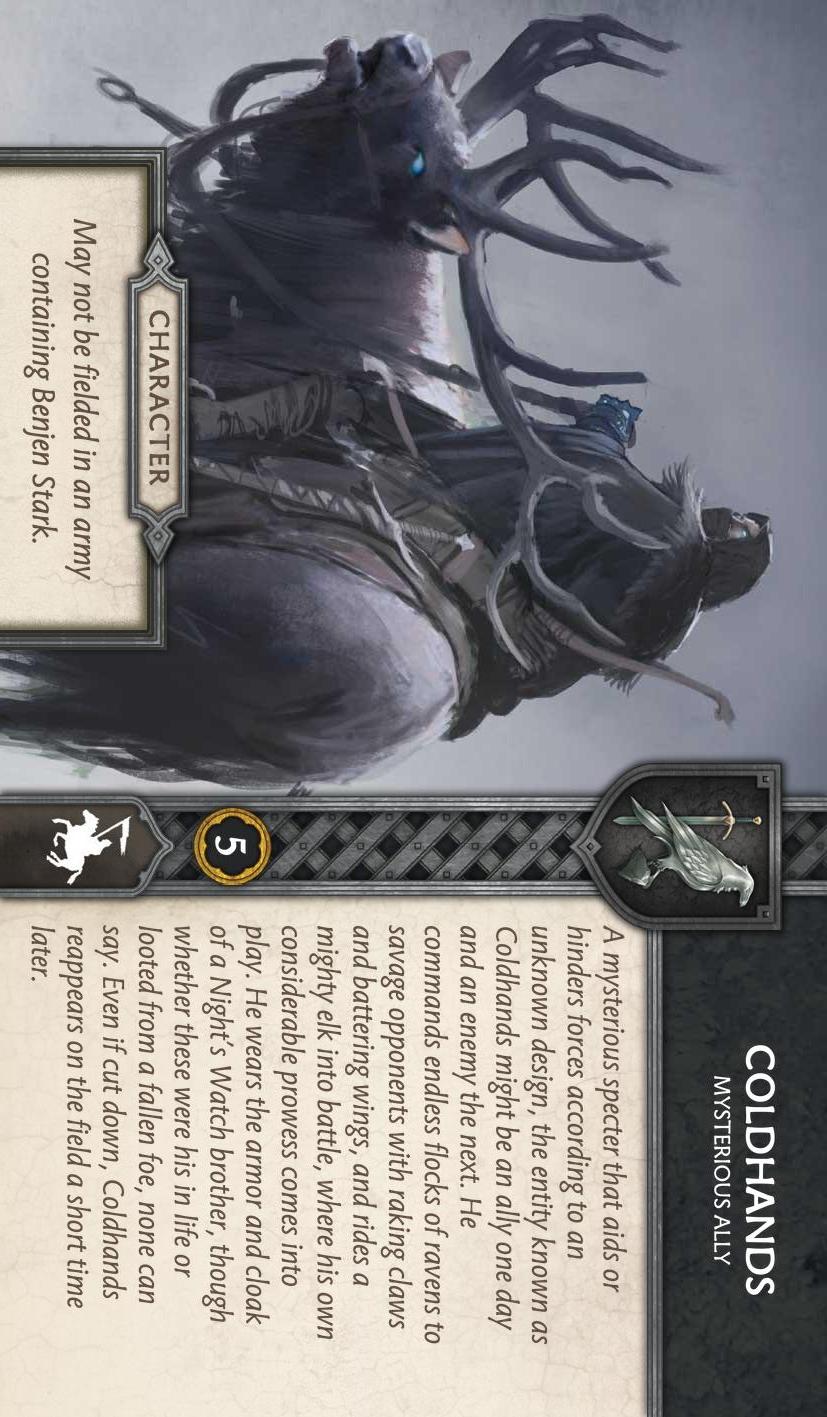 COLDHANDS
MYSTERIOUS ALLY
A mysterious specter that aids or
hinders forces according to an
unknown design, the entity known as
Coldhands might be an ally one day
and an enemy the next. He
commands endless flocks of ravens to
savage opponents with raking claws
and battering wings, and rides a
mighty elk into battle, where his own
considerable prowess comes into
play. He wears the armor and cloak
of a Night's Watch brother, though
whether these were his in life or
looted from a fallen foe, none can
say. Even if cut down, Coldhands
reappears on the field a short time
later.
5
CHARACTER
May not be fielded in an army
containing Benjen Stark.